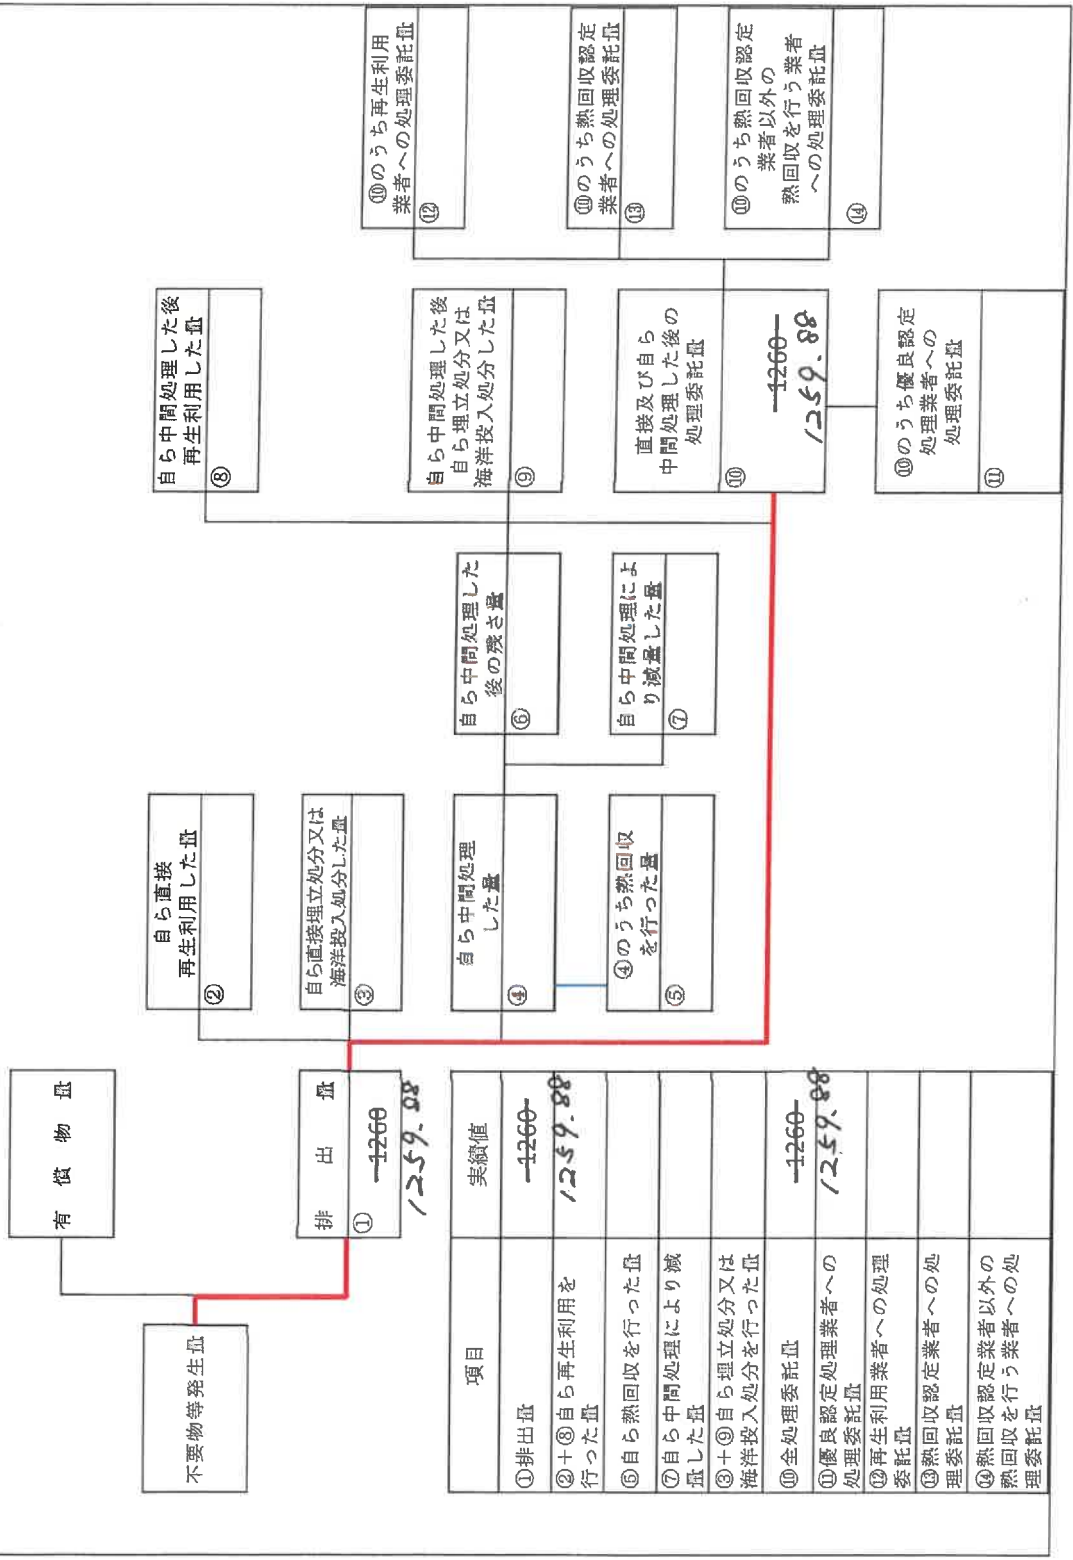 有償物量
不要物等発生量
排出量
①
1260
1259.88
自ら直接
再生利用した量
②
自ら直接埋立処分又は
海洋投入処分した量
③
自ら中間処理
した量
④
④のうち熱回収
を行った量
⑤
自ら中間処理した
後の残さ量
⑥
自ら中間処理によ
り減量した量
⑦
自ら中間処理した後
再生利用した量
⑧
自ら中間処理した後
自ら埋立処分又は
海洋投入処分した量
⑨
直接及び自ら
中間処理した後の
処理委託量
⑩
1260
1259.88
⑩のうち優良認定
処理業者への
処理委託量
⑪
⑩のうち再生利用
業者への処理委託量
⑫
⑩のうち熱回収認定
業者への処理委託量
⑬
⑩のうち熱回収認定
業者以外の
熱回収を行う業者
への処理委託量
⑭
項目 実績値
①排出量 1260
1259.88
②+⑧自ら再生利用を
行った量
⑤自ら熱回収を行った量
⑦自ら中間処理により減
量した量
③+⑨自ら埋立処分又は
海洋投入処分を行った量
⑩全処理委託量 1260
1259.88
⑪優良認定処理業者への
処理委託量
⑫再生利用業者への処理
委託量
⑬熱回収認定業者への処
理委託量
⑭熱回収認定業者以外の
熱回収を行う業者への処
理委託量